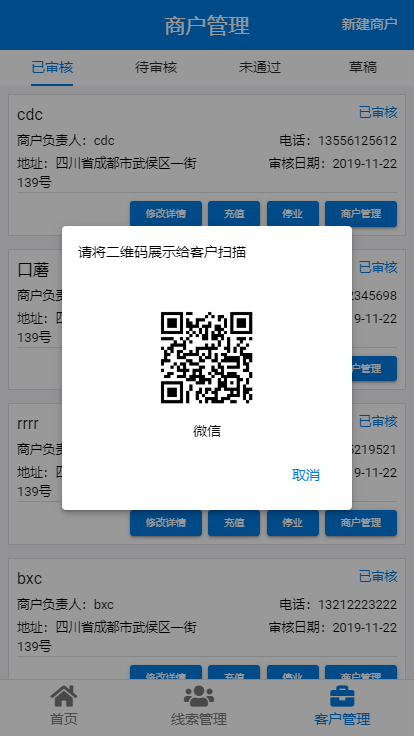 商户管理
新建商户
已审核
待审核
未通过
草稿
cdc
已审核
商户负责人：cdc
电话：13556125612
地址：四川省成都市武侯区一街
审核日期：2019-11-22
139号
修改详情
充值
停业
商户管理
请将二维码展示给客户扫描
口蘑
已审核
商户负
2345698
地址：
9-11-22
139号
户管理
微信
rrrr
已审核
商户负
5219521
地址：
9-11-22
139号
取消
修改详情
充值
停业
商户管理
bxc
已审核
商户负责人：bxc
电话：13212223222
地址：四川省成都市武侯区一街
审核日期：2019-11-22
139号
修改详情
充值
停业
商户管理
首页
线索管理
客户管理